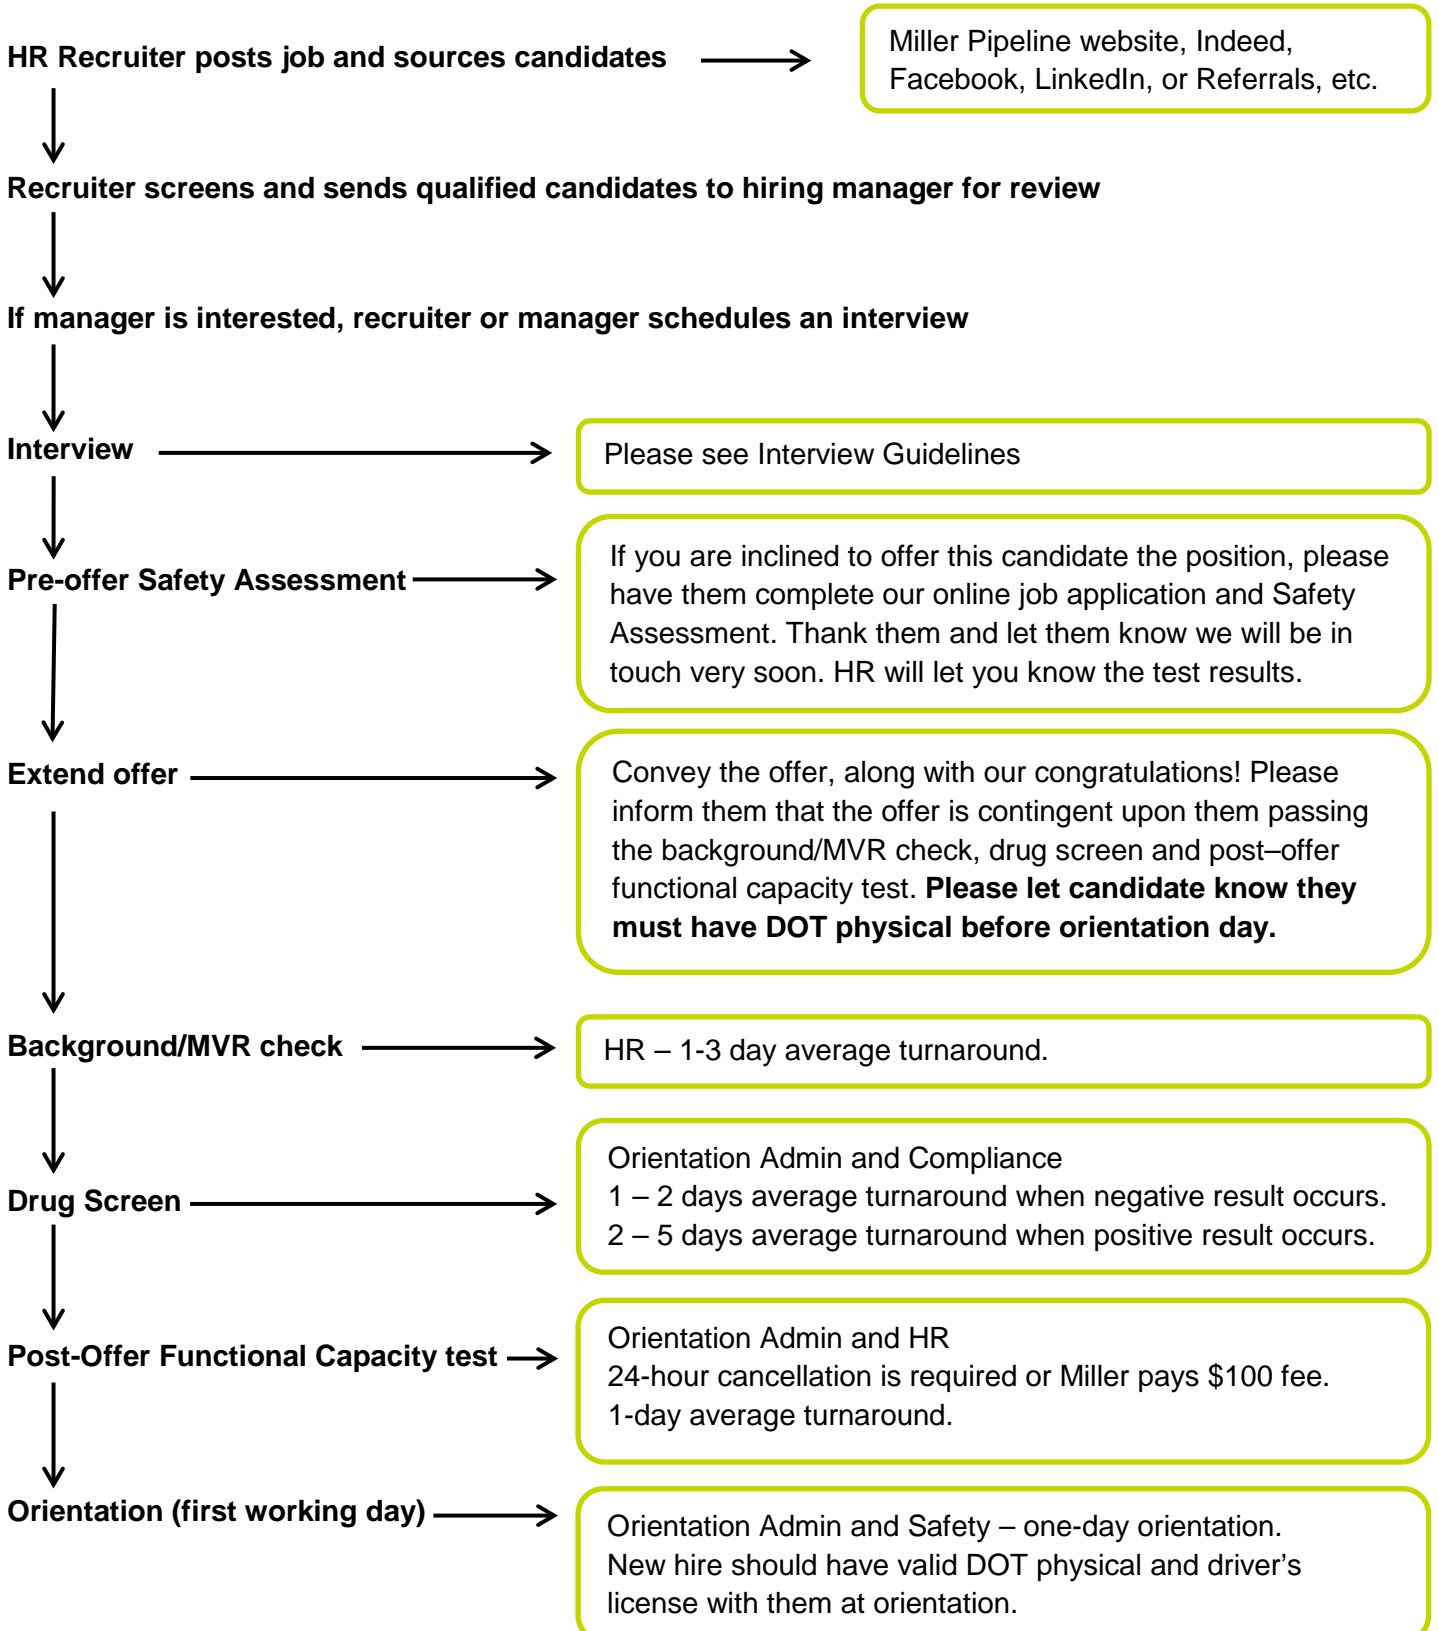 HR Recruiter posts job and sources candidates
Miller Pipeline website, Indeed,
Facebook, LinkedIn, or Referrals, etc.
Recruiter screens and sends qualified candidates to hiring manager for review
If manager is interested, recruiter or manager schedules an interview
Interview
Please see Interview Guidelines
Pre-offer Safety Assessment
If you are inclined to offer this candidate the position, please
have them complete our online job application and Safety
Assessment. Thank them and let them know we will be in
touch very soon. HR will let you know the test results.
Extend offer
Convey the offer, along with our congratulations! Please
inform them that the offer is contingent upon them passing
the background/MVR check, drug screen and post–offer
functional capacity test. Please let candidate know they
must have DOT physical before orientation day.
Background/MVR check
HR – 1-3 day average turnaround.
Drug Screen
Orientation Admin and Compliance
1 – 2 days average turnaround when negative result occurs.
2 – 5 days average turnaround when positive result occurs.
Post-Offer Functional Capacity test
Orientation Admin and HR
24-hour cancellation is required or Miller pays $100 fee.
1-day average turnaround.
Orientation (first working day)
Orientation Admin and Safety – one-day orientation.
New hire should have valid DOT physical and driver’s
license with them at orientation.